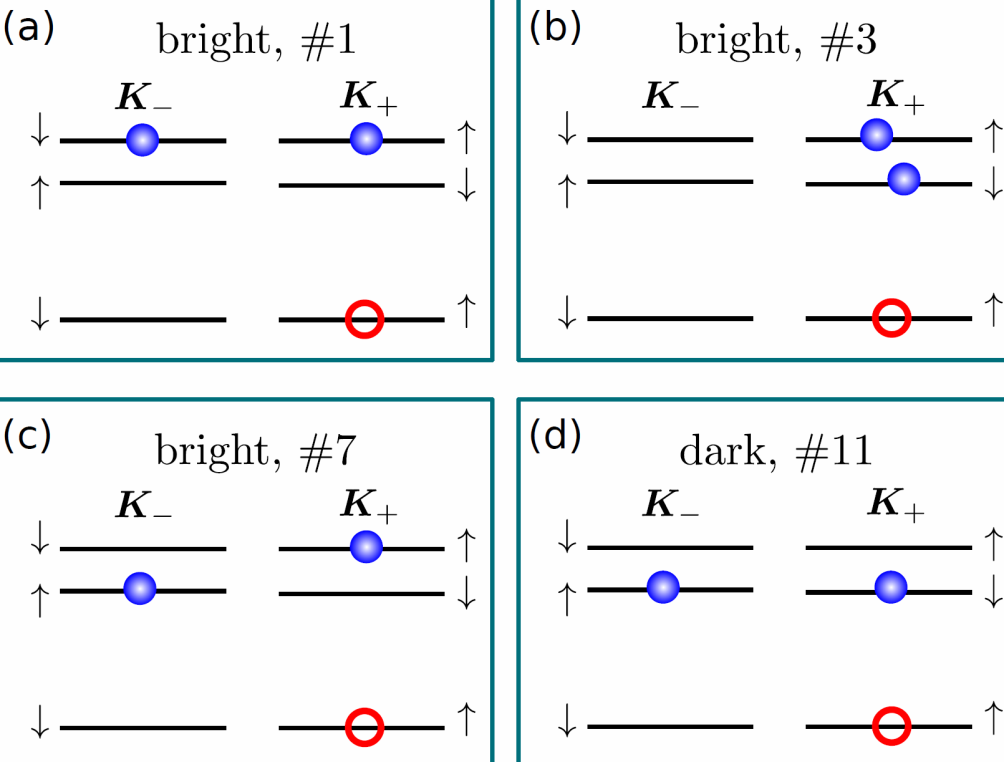 (a) bright, #1
K₋ K₊
↓ ↑
↑ ↓
↓ ↑
(b) bright, #3
K₋ K₊
↓ ↑
↑ ↓
↓ ↑
(c) bright, #7
K₋ K₊
↓ ↑
↑ ↓
↓ ↑
(d) dark, #11
K₋ K₊
↓ ↑
↑ ↓
↓ ↑